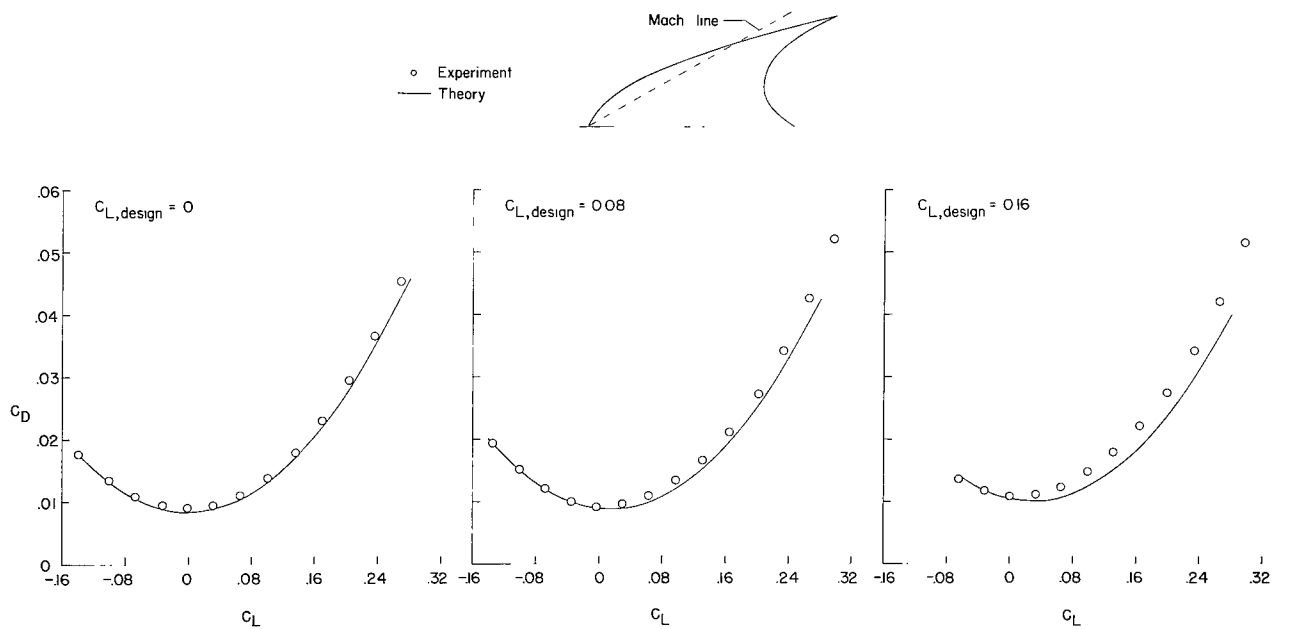 Mach line
Experiment
Theory
C_L,design = 0
C_L,design = 0.08
C_L,design = 0.16
.06
.05
.04
.03
.02
.01
0
C_D
-.16 -.08 0 .08 .16 .24 .32
-.16 -.08 0 .08 .16 .24 .32
-.16 -.08 0 .08 .16 .24 .32
C_L
C_L
C_L